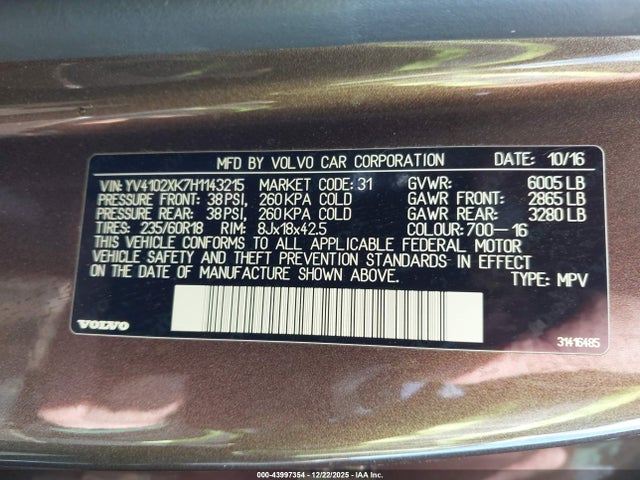 MFD BY VOLVO CAR CORPORATION DATE: 10/16
VIN: YV4102XK7H1143215 MARKET CODE: 31 GVWR: 6005 LB
PRESSURE FRONT: 38 PSI, 260 KPA COLD GAWR FRONT: 2865 LB
PRESSURE REAR: 38 PSI, 260 KPA COLD GAWR REAR: 3280 LB
TIRES: 235/60R18 RIM: 8Jx18x42.5 COLOUR: 700-16
THIS VEHICLE CONFORMS TO ALL APPLICABLE FEDERAL MOTOR
VEHICLE SAFETY AND THEFT PREVENTION STANDARDS IN EFFECT
ON THE DATE OF MANUFACTURE SHOWN ABOVE. TYPE: MPV
VOLVO 31416485
000-43997354 - 12/22/2025 - © IAA Inc.